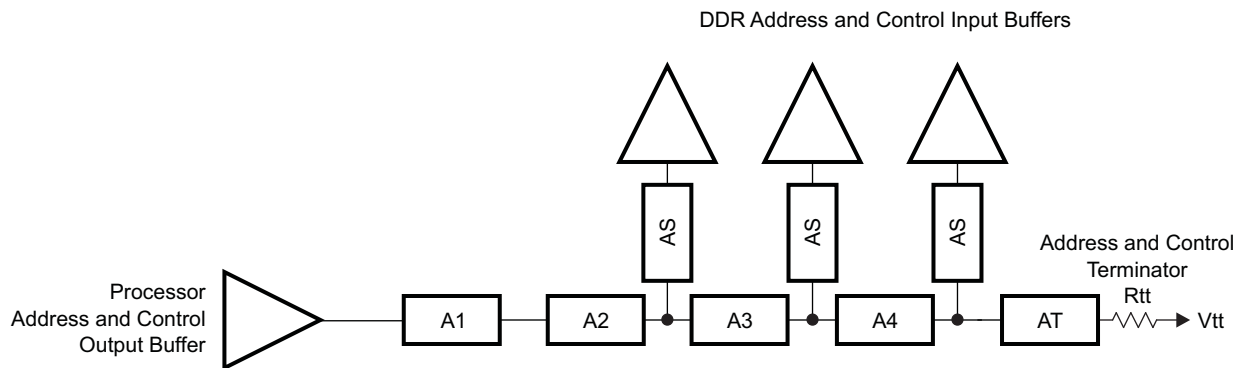 DDR Address and Control Input Buffers
AS
AS
AS
Processor
Address and Control
Output Buffer
A1
A2
A3
A4
AT
Address and Control
Terminator
Rtt
Vtt